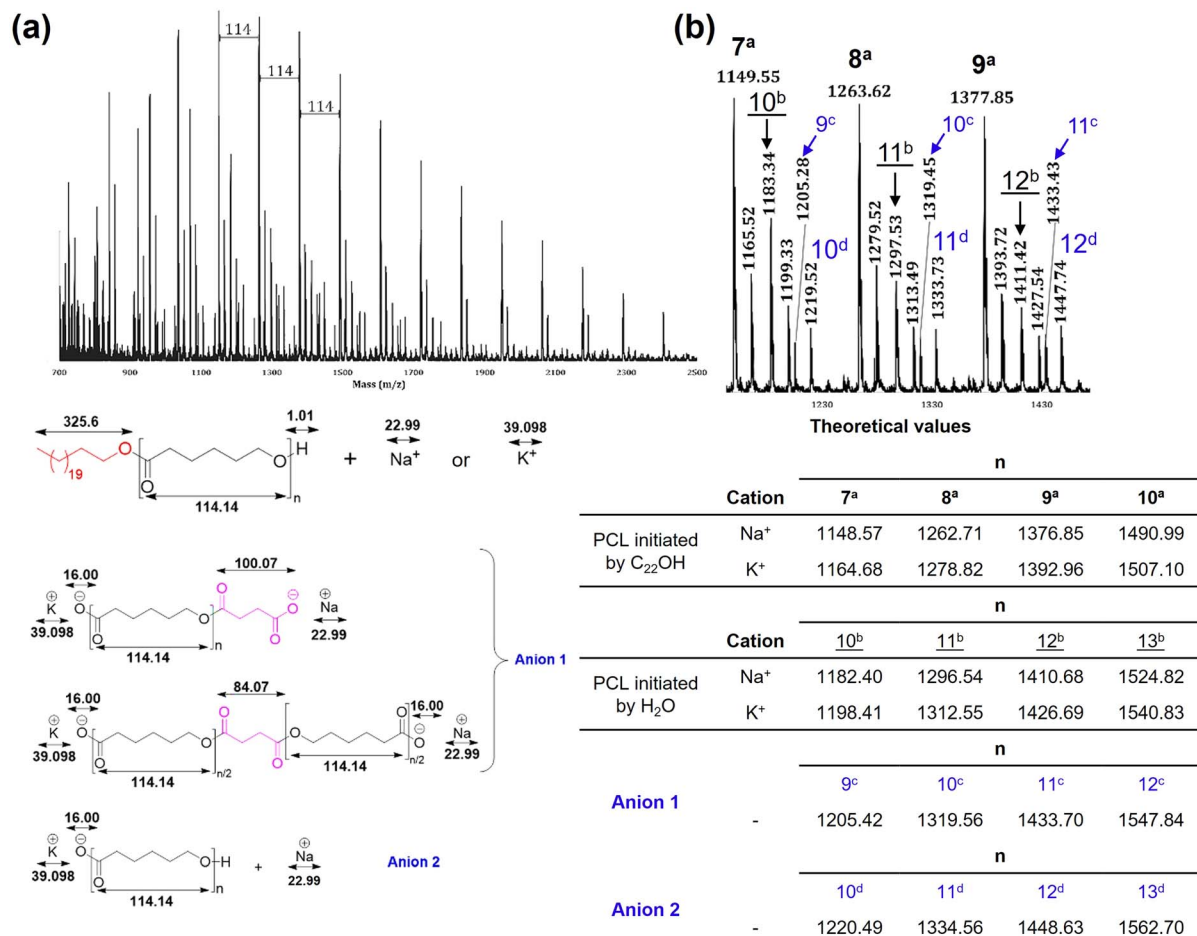 (a)
114
114
114
700 900 1100 1300 1500 1700 1900 2100 2300 2500
Mass (m/z)
325.6
1.01
22.99
39.098
O
H
19
O
O
n
+ Na⁺ or K⁺
114.14
16.00
100.07
⊕
K
⊖
O
O
O
O
O
⊖
O
⊕
Na
39.098
n
22.99
114.14
Anion 1
16.00
84.07
16.00
⊕
K
⊖
O
O
O
O
O
O
O
O
⊖
⊕
Na
39.098
n/2
n/2
22.99
114.14
114.14
16.00
⊕
K
⊖
O
O
O
H
n
+
⊕
Na
39.098
22.99
114.14
Anion 2
(b)
7ᵃ
1149.55
1165.52
10ᵇ
1183.34
1199.33
9ᶜ
1205.28
10ᵈ
1219.52
8ᵃ
1263.62
1279.52
11ᵇ
1297.53
1313.49
10ᶜ
1319.45
11ᵈ
1333.73
9ᵃ
1377.85
1393.72
12ᵇ
1411.42
1427.54
11ᶜ
1433.43
12ᵈ
1447.74
1230 1330 1430
Theoretical values
n
Cation 7ᵃ 8ᵃ 9ᵃ 10ᵃ
PCL initiated
by C₂₂OH
Na⁺ 1148.57 1262.71 1376.85 1490.99
K⁺ 1164.68 1278.82 1392.96 1507.10
n
Cation 10ᵇ 11ᵇ 12ᵇ 13ᵇ
PCL initiated
by H₂O
Na⁺ 1182.40 1296.54 1410.68 1524.82
K⁺ 1198.41 1312.55 1426.69 1540.83
n
Anion 1
9ᶜ 10ᶜ 11ᶜ 12ᶜ
- 1205.42 1319.56 1433.70 1547.84
n
Anion 2
10ᵈ 11ᵈ 12ᵈ 13ᵈ
- 1220.49 1334.56 1448.63 1562.70